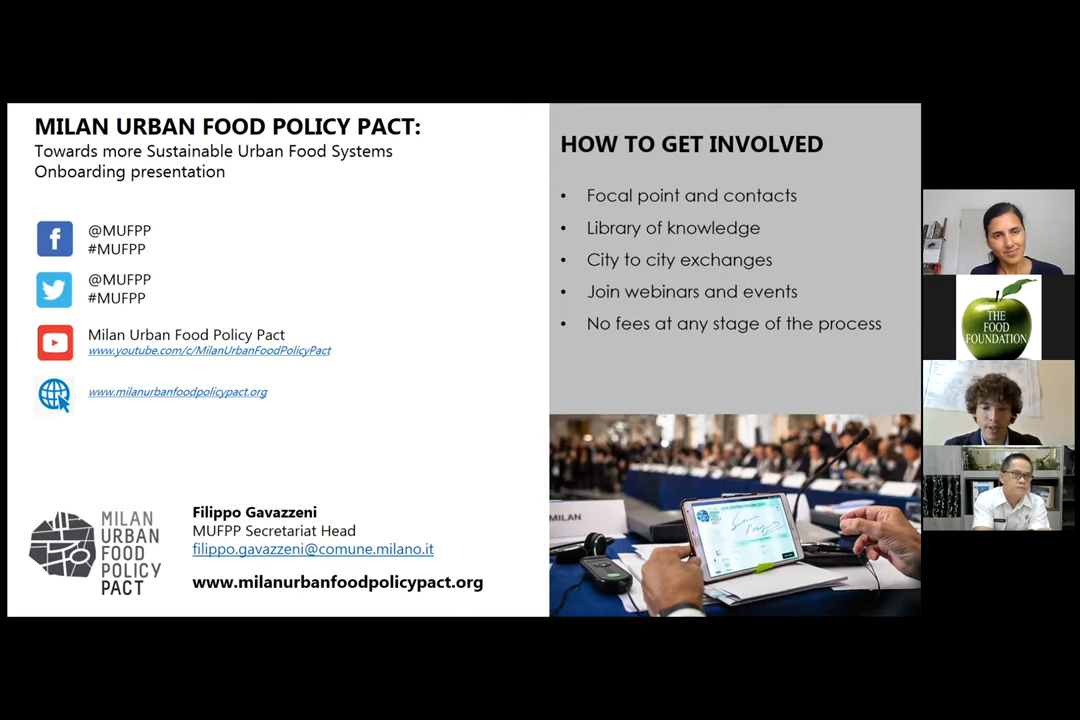 MILAN URBAN FOOD POLICY PACT:
Towards more Sustainable Urban Food Systems
Onboarding presentation
@MUFPP
#MUFPP
@MUFPP
#MUFPP
Milan Urban Food Policy Pact
www.youtube.com/c/MilanUrbanFoodPolicyPact
www.milanurbanfoodpolicypact.org
MILAN
URBAN
FOOD
POLICY
PACT
Filippo Gavazzeni
MUFPP Secretariat Head
filippo.gavazzeni@comune.milano.it
www.milanurbanfoodpolicypact.org
HOW TO GET INVOLVED
• Focal point and contacts
• Library of knowledge
• City to city exchanges
• Join webinars and events
• No fees at any stage of the process
MILAN
THE
FOOD
FOUNDATION